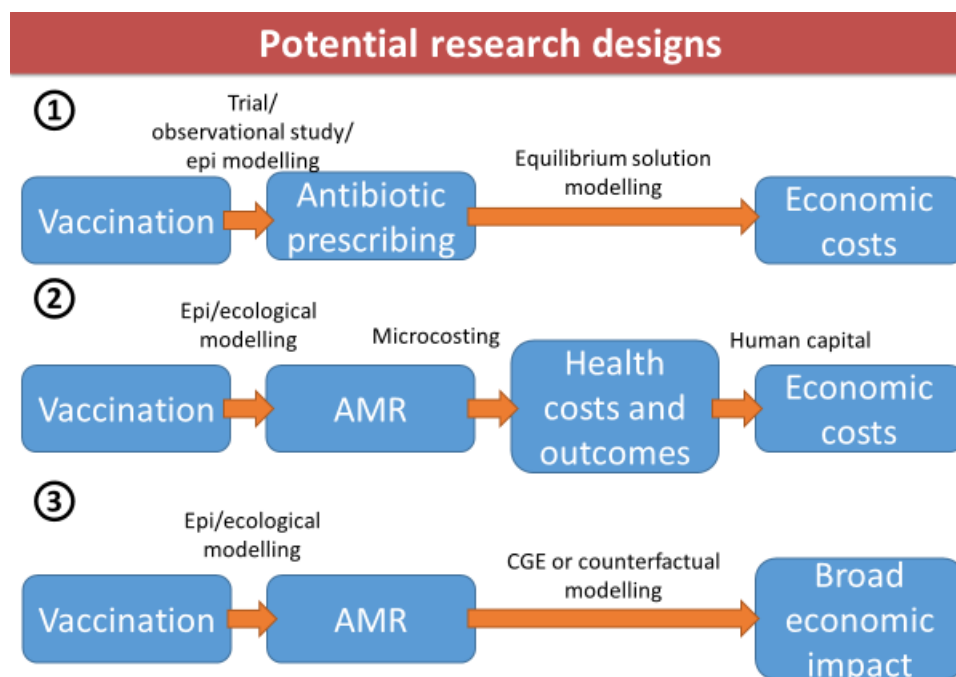 Potential research designs
①
Trial/
observational study/
epi modelling
Equilibrium solution
modelling
Vaccination
Antibiotic
prescribing
Economic
costs
②
Epi/ecological
modelling
Microcosting
Human capital
Vaccination
AMR
Health
costs and
outcomes
Economic
costs
③
Epi/ecological
modelling
CGE or counterfactual
modelling
Vaccination
AMR
Broad
economic
impact